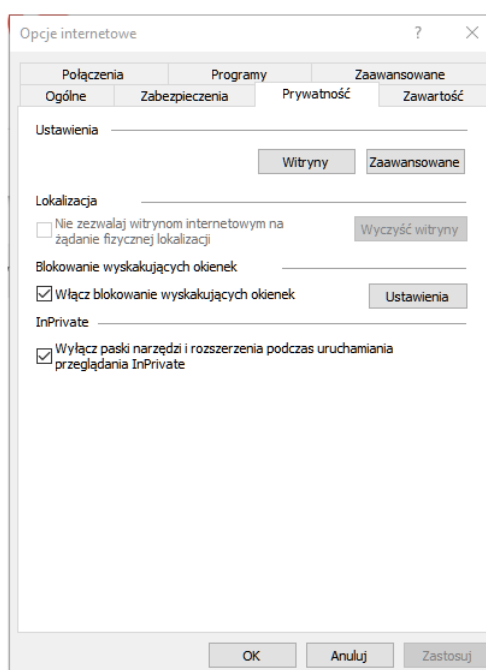 Opcje internetowe ?
Połączenia Programy Zaawansowane
Ogólne Zabezpieczenia Prywatność Zawartość
Ustawienia
Witryny Zaawansowane
Lokalizacja
Nie zezwalaj witrynom internetowym na
żądanie fizycznej lokalizacji
Wyczyść witryny
Blokowanie wyskakujących okienek
Włącz blokowanie wyskakujących okienek Ustawienia
InPrivate
Wyłącz paski narzędzi i rozszerzenia podczas uruchamiania
przeglądania InPrivate
OK Anuluj Zastosuj